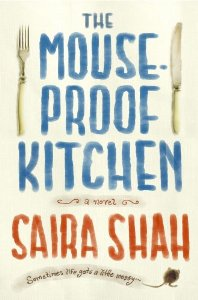 THE
MOUSE-
PROOF
KITCHEN
a novel
SAIRA SHAH
Sometimes life gets a little messy...